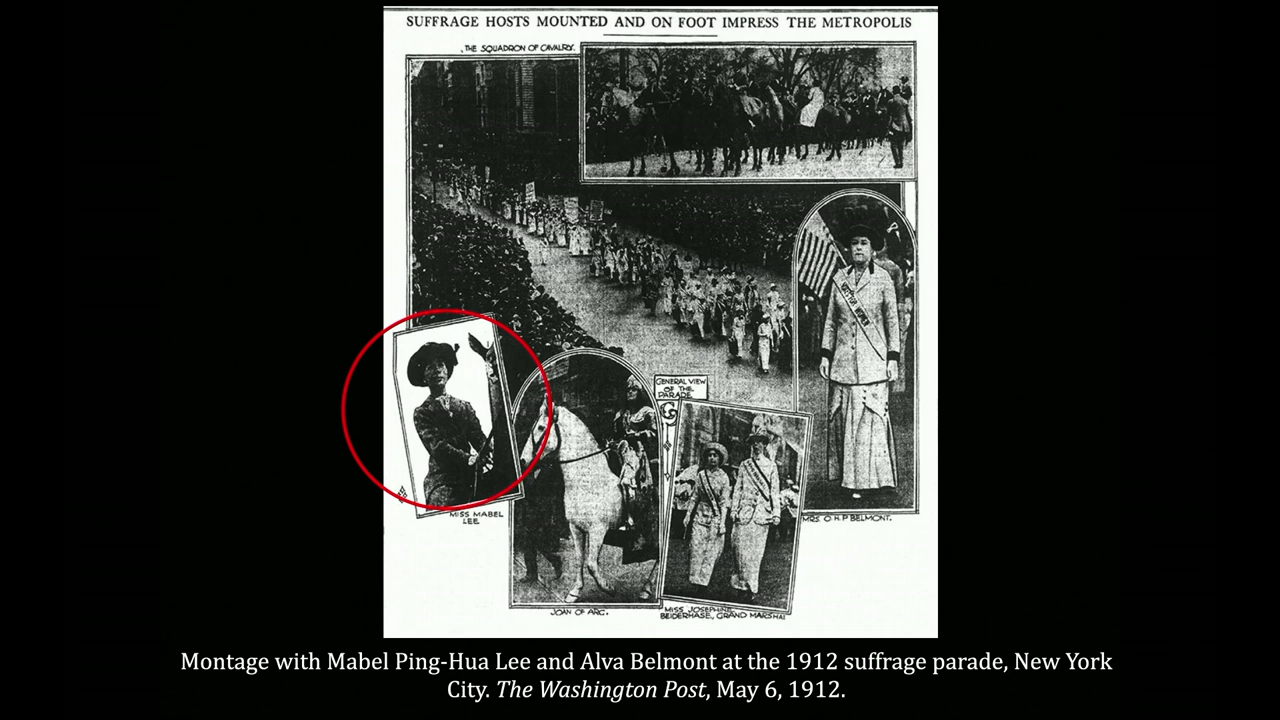 SUFFRAGE HOSTS MOUNTED AND ON FOOT IMPRESS THE METROPOLIS
THE SQUADRON OF CAVALRY.
GENERAL VIEW
OF THE
PARADE
MISS MABEL
LEE
MRS. O.H.P. BELMONT.
JOAN OF ARC.
MISS JOSEPHINE
BEIDERHASE, GRAND MARSHAL
Montage with Mabel Ping-Hua Lee and Alva Belmont at the 1912 suffrage parade, New York
City. The Washington Post, May 6, 1912.